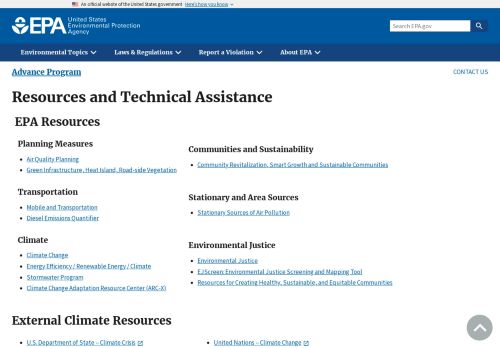 An official website of the United States government Here's how you know
EPA United States
Environmental Protection
Agency
Search EPA.gov
Environmental Topics Laws & Regulations Report a Violation About EPA
Advance Program
CONTACT US
Resources and Technical Assistance
EPA Resources
Planning Measures
Air Quality Planning
Green Infrastructure, Heat Island, Road-side Vegetation
Communities and Sustainability
Community Revitalization, Smart Growth and Sustainable Communities
Transportation
Mobile and Transportation
Diesel Emissions Quantifier
Stationary and Area Sources
Stationary Sources of Air Pollution
Climate
Climate Change
Energy Efficiency / Renewable Energy / Climate
Stormwater Program
Climate Change Adaptation Resource Center (ARC-X)
Environmental Justice
Environmental Justice
EJScreen: Environmental Justice Screening and Mapping Tool
Resources for Creating Healthy, Sustainable, and Equitable Communities
External Climate Resources
U.S. Department of State – Climate Crisis
United Nations – Climate Change